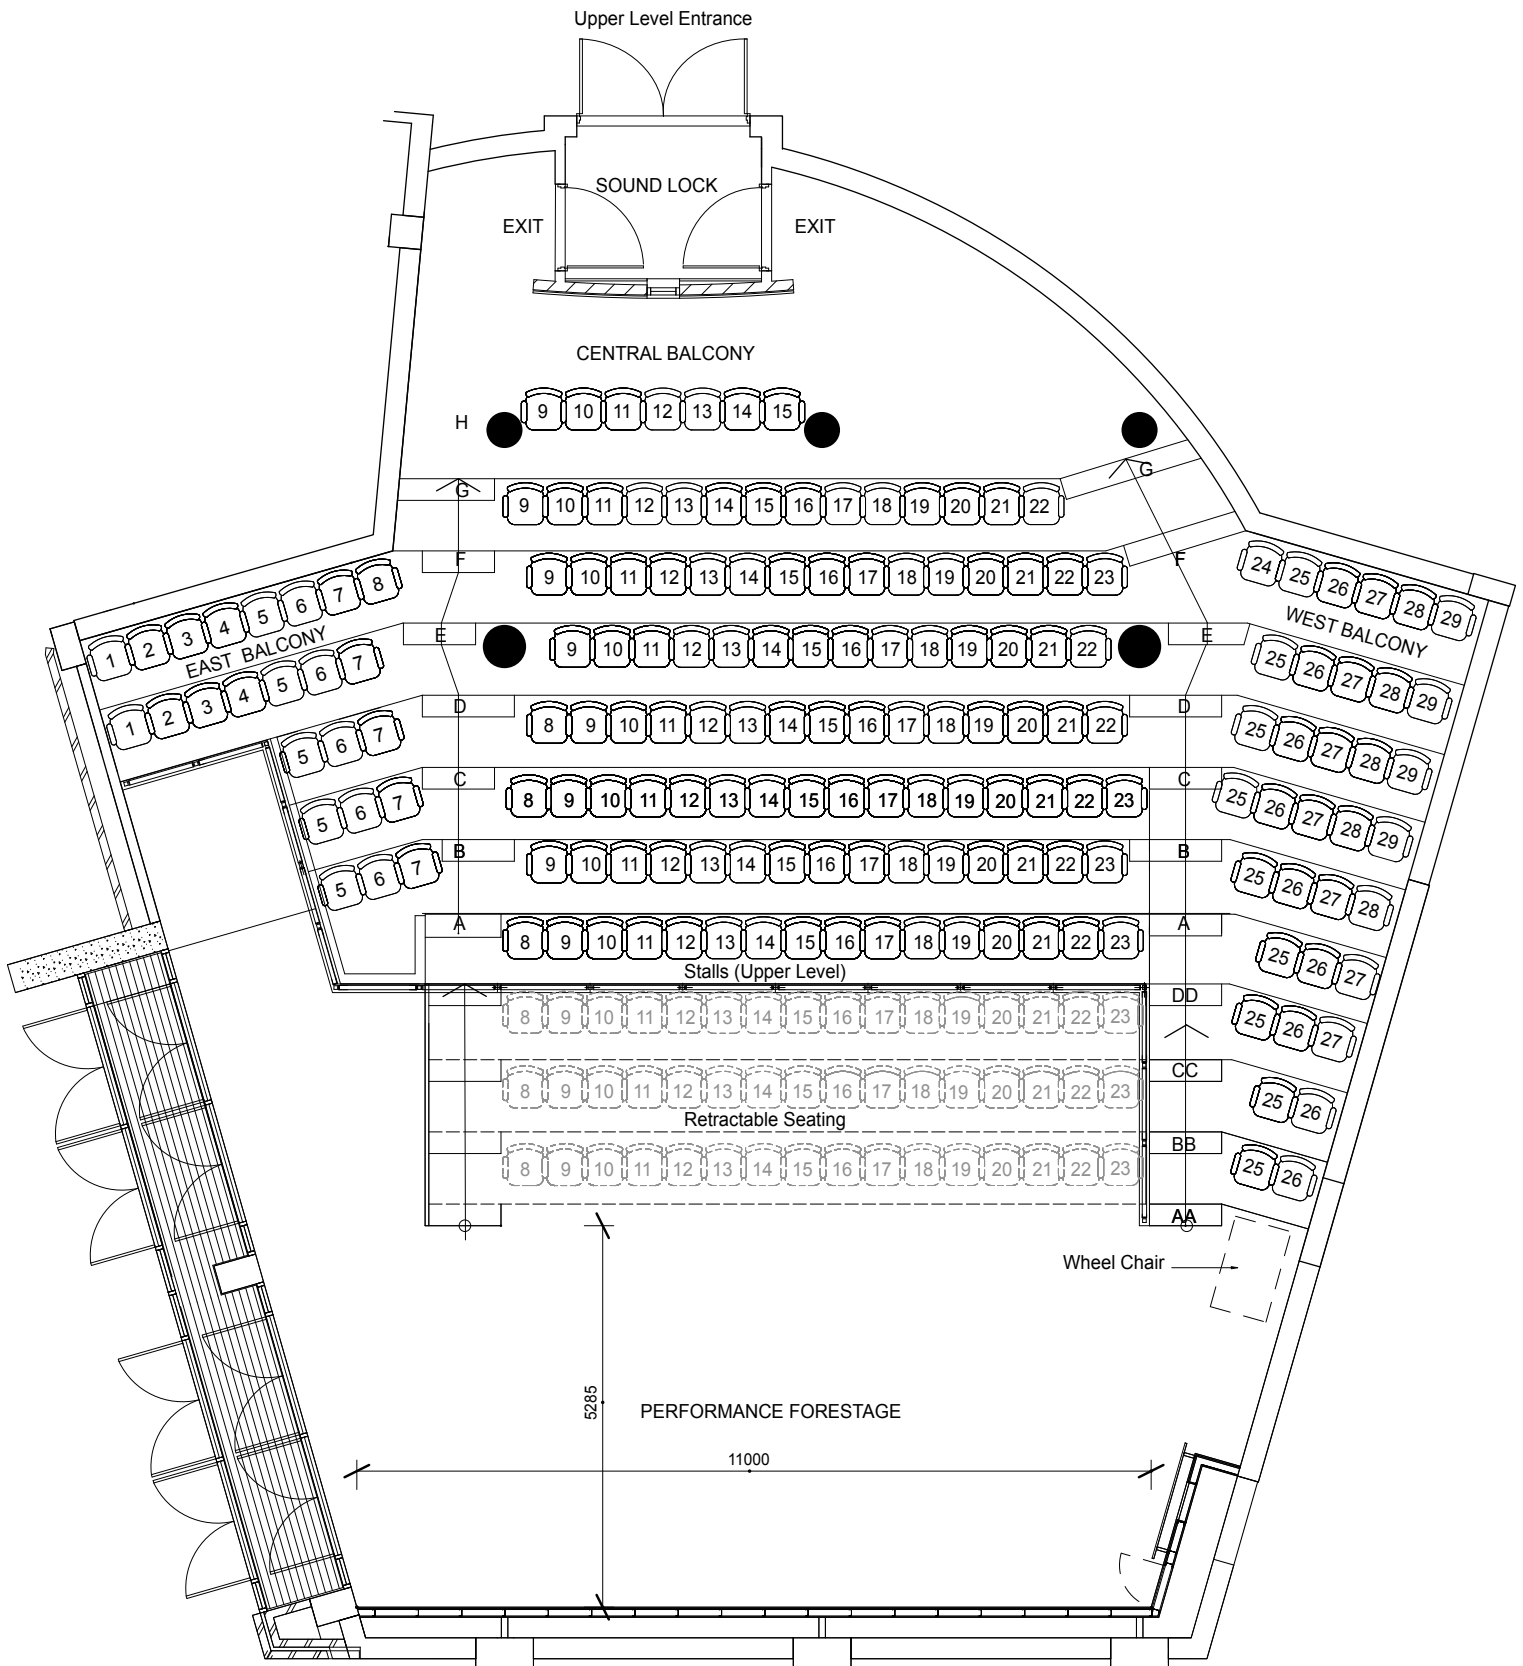 Upper Level Entrance
SOUND LOCK
EXIT EXIT
CENTRAL BALCONY
H 9 10 11 12 13 14 15
G
G 9 10 11 12 13 14 15 16 17 18 19 20 21 22
F 9 10 11 12 13 14 15 16 17 18 19 20 21 22 23 F
1 2 3 4 5 6 7 8
24 25 26 27 28 29
EAST BALCONY
WEST BALCONY
E 9 10 11 12 13 14 15 16 17 18 19 20 21 22 E
1 2 3 4 5 6 7
25 26 27 28 29
D 8 9 10 11 12 13 14 15 16 17 18 19 20 21 22 D
5 6 7
25 26 27 28 29
C 8 9 10 11 12 13 14 15 16 17 18 19 20 21 22 23 C
5 6 7
25 26 27 28 29
B 9 10 11 12 13 14 15 16 17 18 19 20 21 22 23 B
5 6 7
25 26 27 28
A 8 9 10 11 12 13 14 15 16 17 18 19 20 21 22 23 A
25 26 27
Stalls (Upper Level)
DD
8 9 10 11 12 13 14 15 16 17 18 19 20 21 22 23
25 26 27
CC
8 9 10 11 12 13 14 15 16 17 18 19 20 21 22 23
25 26
Retractable Seating
BB
8 9 10 11 12 13 14 15 16 17 18 19 20 21 22 23
25 26
AA
Wheel Chair
5285
PERFORMANCE FORESTAGE
11000